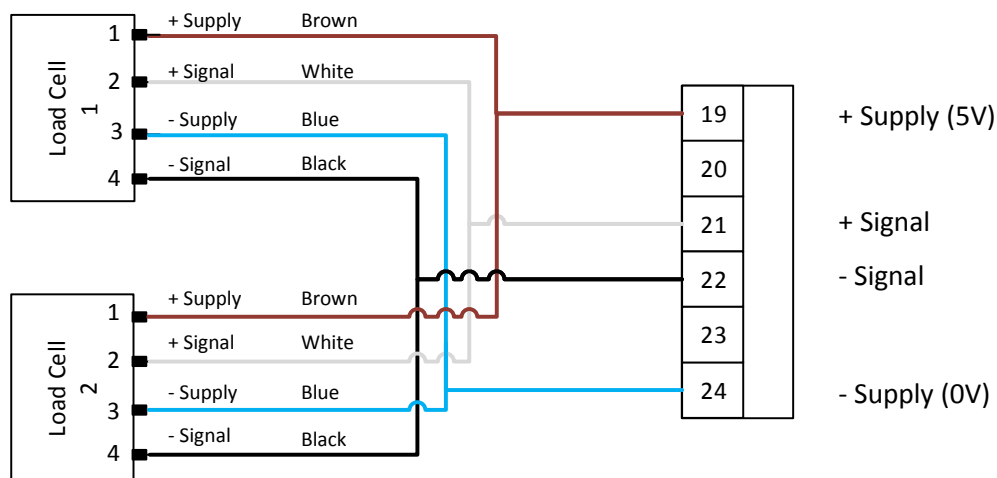 Load Cell
1
1 + Supply Brown
2 + Signal White
3 - Supply Blue
4 - Signal Black
Load Cell
2
1 + Supply Brown
2 + Signal White
3 - Supply Blue
4 - Signal Black
19 + Supply (5V)
20
21 + Signal
22 - Signal
23
24 - Supply (0V)